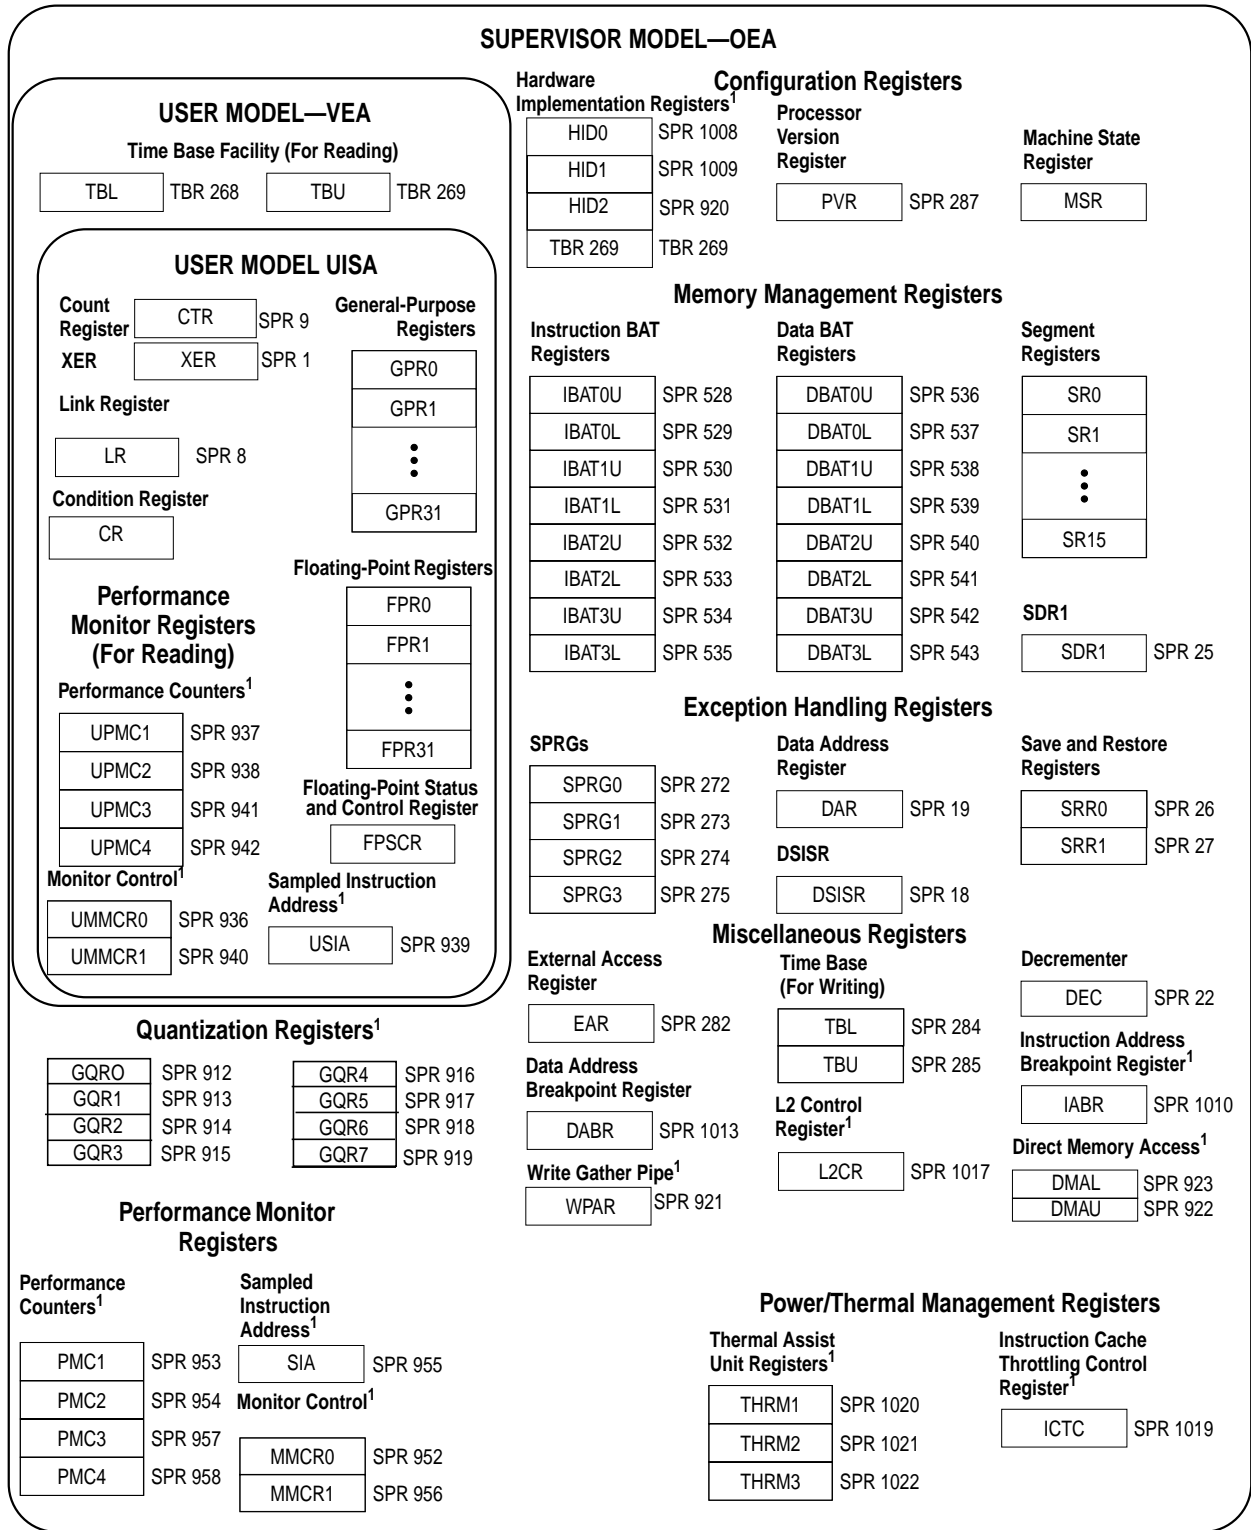 SUPERVISOR MODEL—OEA
USER MODEL—VEA
Time Base Facility (For Reading)
TBL TBR 268 TBU TBR 269
USER MODEL UISA
Count
Register
CTR SPR 9
XER XER SPR 1
Link Register
LR SPR 8
Condition Register
CR
General-Purpose
Registers
GPR0
GPR1
GPR31
Floating-Point Registers
FPR0
FPR1
FPR31
Floating-Point Status
and Control Register
FPSCR
Performance
Monitor Registers
(For Reading)
Performance Counters1
UPMC1 SPR 937
UPMC2 SPR 938
UPMC3 SPR 941
UPMC4 SPR 942
Monitor Control1
UMMCR0 SPR 936
UMMCR1 SPR 940
Sampled Instruction
Address1
USIA SPR 939
Quantization Registers1
GQRO SPR 912
GQR1 SPR 913
GQR2 SPR 914
GQR3 SPR 915
GQR4 SPR 916
GQR5 SPR 917
GQR6 SPR 918
GQR7 SPR 919
Performance Monitor
Registers
Performance
Counters1
PMC1 SPR 953
PMC2 SPR 954
PMC3 SPR 957
PMC4 SPR 958
Sampled
Instruction
Address1
SIA SPR 955
Monitor Control1
MMCR0 SPR 952
MMCR1 SPR 956
Configuration Registers
Hardware
Implementation Registers1
HID0 SPR 1008
HID1 SPR 1009
HID2 SPR 920
TBR 269 TBR 269
Processor
Version
Register
PVR SPR 287
Machine State
Register
MSR
Memory Management Registers
Instruction BAT
Registers
IBAT0U SPR 528
IBAT0L SPR 529
IBAT1U SPR 530
IBAT1L SPR 531
IBAT2U SPR 532
IBAT2L SPR 533
IBAT3U SPR 534
IBAT3L SPR 535
Data BAT
Registers
DBAT0U SPR 536
DBAT0L SPR 537
DBAT1U SPR 538
DBAT1L SPR 539
DBAT2U SPR 540
DBAT2L SPR 541
DBAT3U SPR 542
DBAT3L SPR 543
Segment
Registers
SR0
SR1
SR15
SDR1
SDR1 SPR 25
Exception Handling Registers
SPRGs
SPRG0 SPR 272
SPRG1 SPR 273
SPRG2 SPR 274
SPRG3 SPR 275
Data Address
Register
DAR SPR 19
DSISR
DSISR SPR 18
Save and Restore
Registers
SRR0 SPR 26
SRR1 SPR 27
Miscellaneous Registers
External Access
Register
EAR SPR 282
Data Address
Breakpoint Register
DABR SPR 1013
Write Gather Pipe1
WPAR SPR 921
Time Base
(For Writing)
TBL SPR 284
TBU SPR 285
L2 Control
Register1
L2CR SPR 1017
Decrementer
DEC SPR 22
Instruction Address
Breakpoint Register1
IABR SPR 1010
Direct Memory Access1
DMAL SPR 923
DMAU SPR 922
Power/Thermal Management Registers
Thermal Assist
Unit Registers1
THRM1 SPR 1020
THRM2 SPR 1021
THRM3 SPR 1022
Instruction Cache
Throttling Control
Register1
ICTC SPR 1019